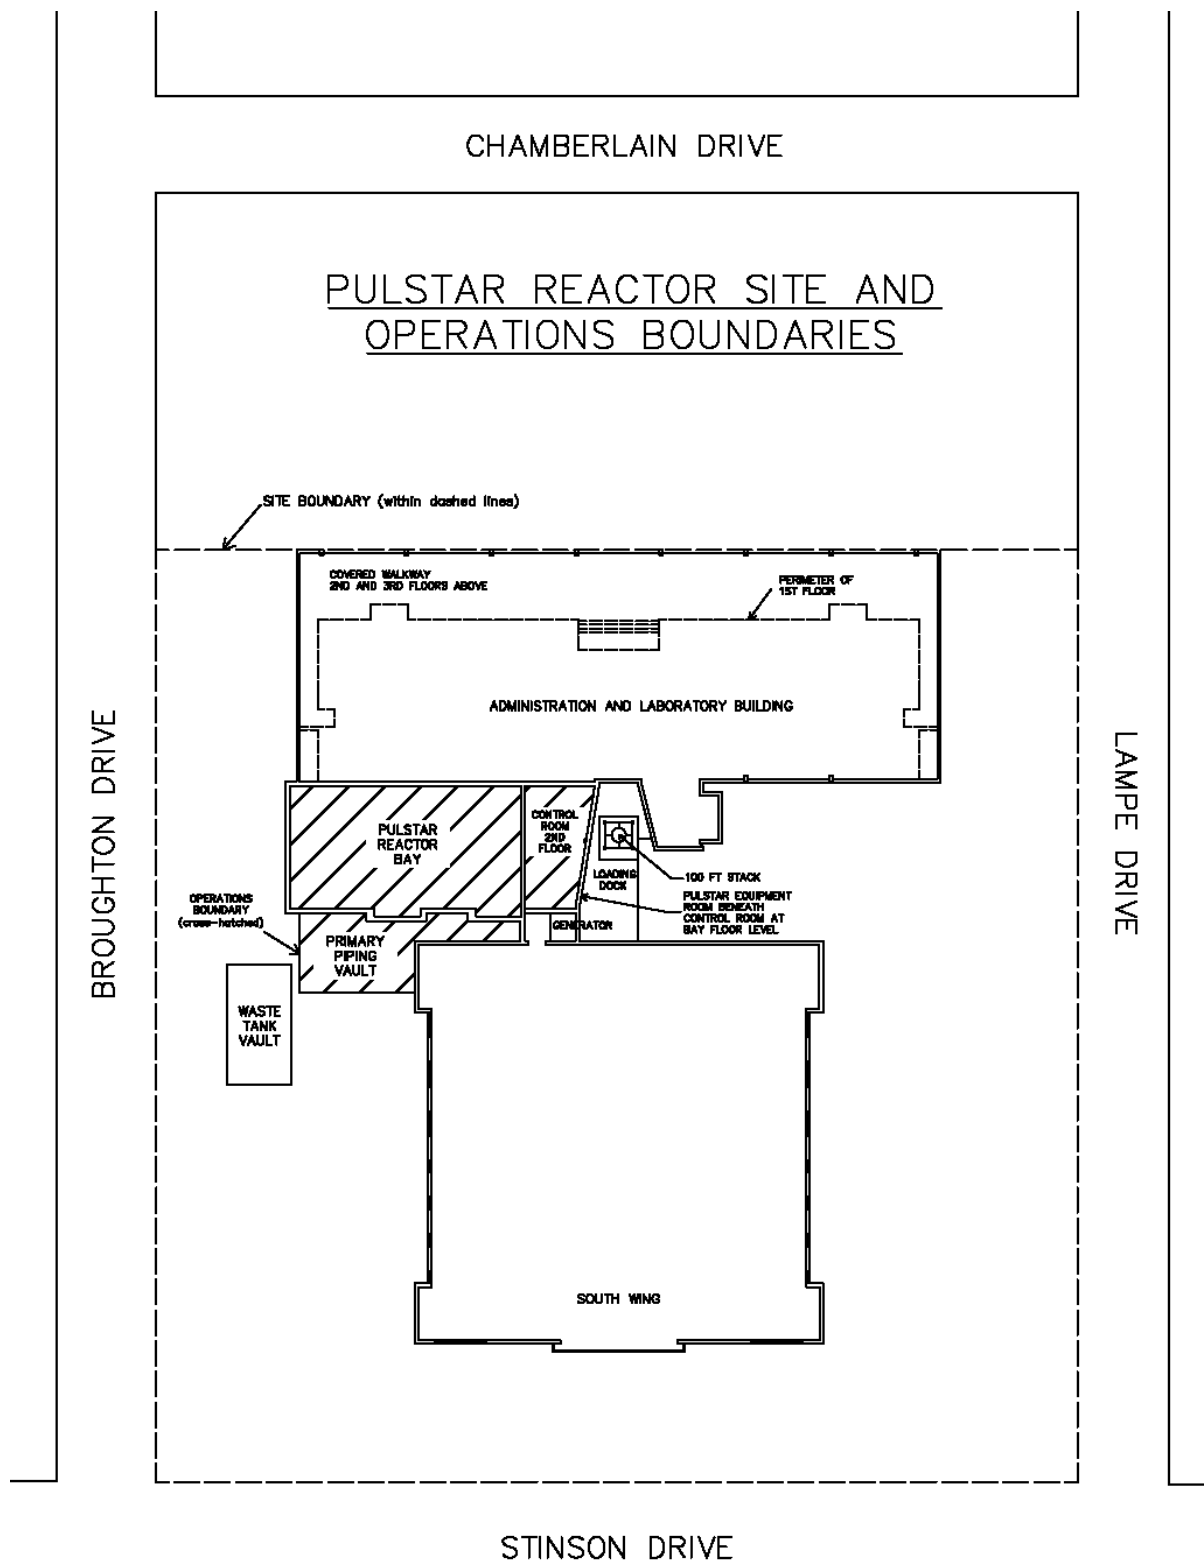 CHAMBERLAIN DRIVE
PULSTAR REACTOR SITE AND
OPERATIONS BOUNDARIES
SITE BOUNDARY (within dashed lines)
COVERED WALKWAY
2ND AND 3RD FLOORS ABOVE
PERIMETER OF
1ST FLOOR
ADMINISTRATION AND LABORATORY BUILDING
BROUGHTON DRIVE
LAMPE DRIVE
PULSTAR
REACTOR
BAY
CONTROL
ROOM
2ND
FLOOR
LOADING
DOCK
100 FT STACK
PULSTAR EQUIPMENT
ROOM BENEATH
CONTROL ROOM AT
BAY FLOOR LEVEL
OPERATIONS
BOUNDARY
(cross-hatched)
GENERATOR
PRIMARY
PIPING
VAULT
WASTE
TANK
VAULT
SOUTH WING
STINSON DRIVE